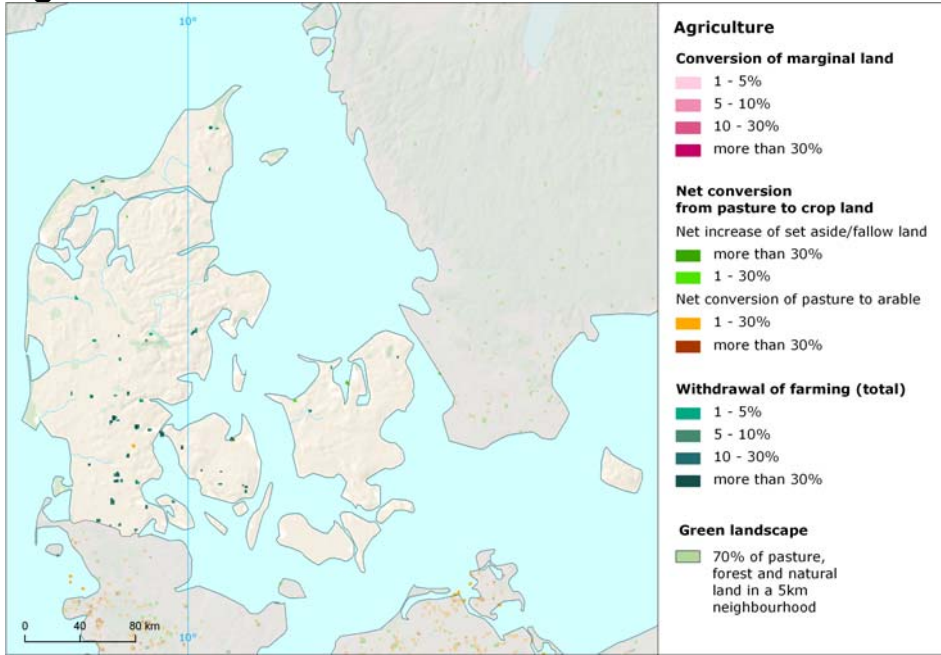 10°
Agriculture
Conversion of marginal land
1 - 5%
5 - 10%
10 - 30%
more than 30%
Net conversion
from pasture to crop land
Net increase of set aside/fallow land
more than 30%
1 - 30%
Net conversion of pasture to arable
1 - 30%
more than 30%
Withdrawal of farming (total)
1 - 5%
5 - 10%
10 - 30%
more than 30%
Green landscape
70% of pasture,
forest and natural
land in a 5km
neighbourhood
0 40 80 km
10°